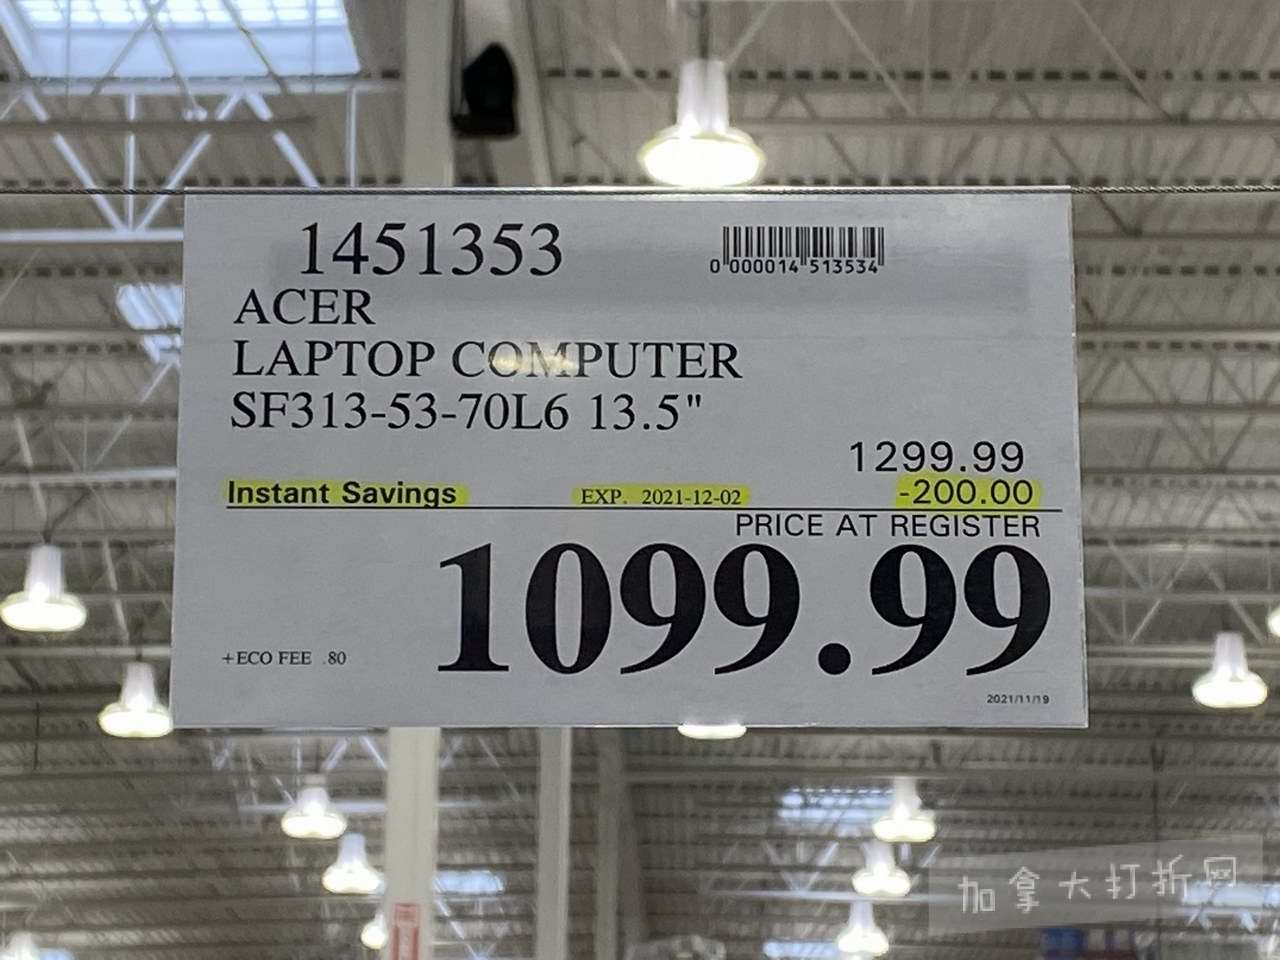 1451353
0 000014 513534
ACER
LAPTOP COMPUTER
SF313-53-70L6 13.5"
1299.99
Instant Savings EXP. 2021-12-02 -200.00
PRICE AT REGISTER
1099.99
+ECO FEE .80
2021/11/19
加拿大打折网